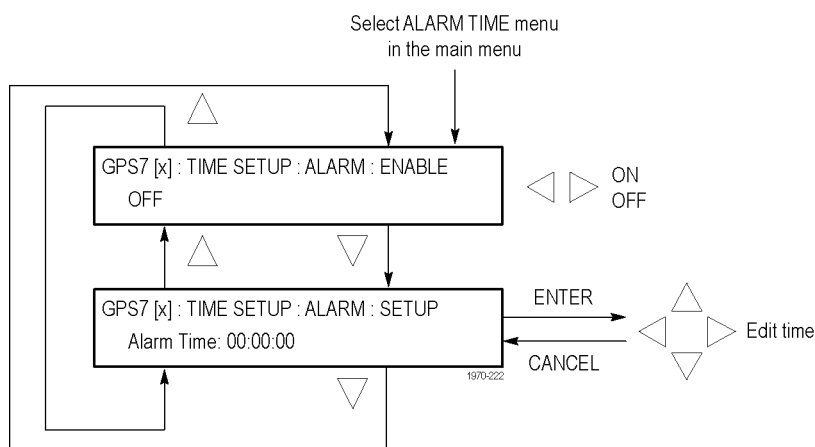 Select ALARM TIME menu
in the main menu
GPS7 [x] : TIME SETUP : ALARM : ENABLE
OFF
ON
OFF
GPS7 [x] : TIME SETUP : ALARM : SETUP
Alarm Time: 00:00:00
ENTER
CANCEL
Edit time
1970-222